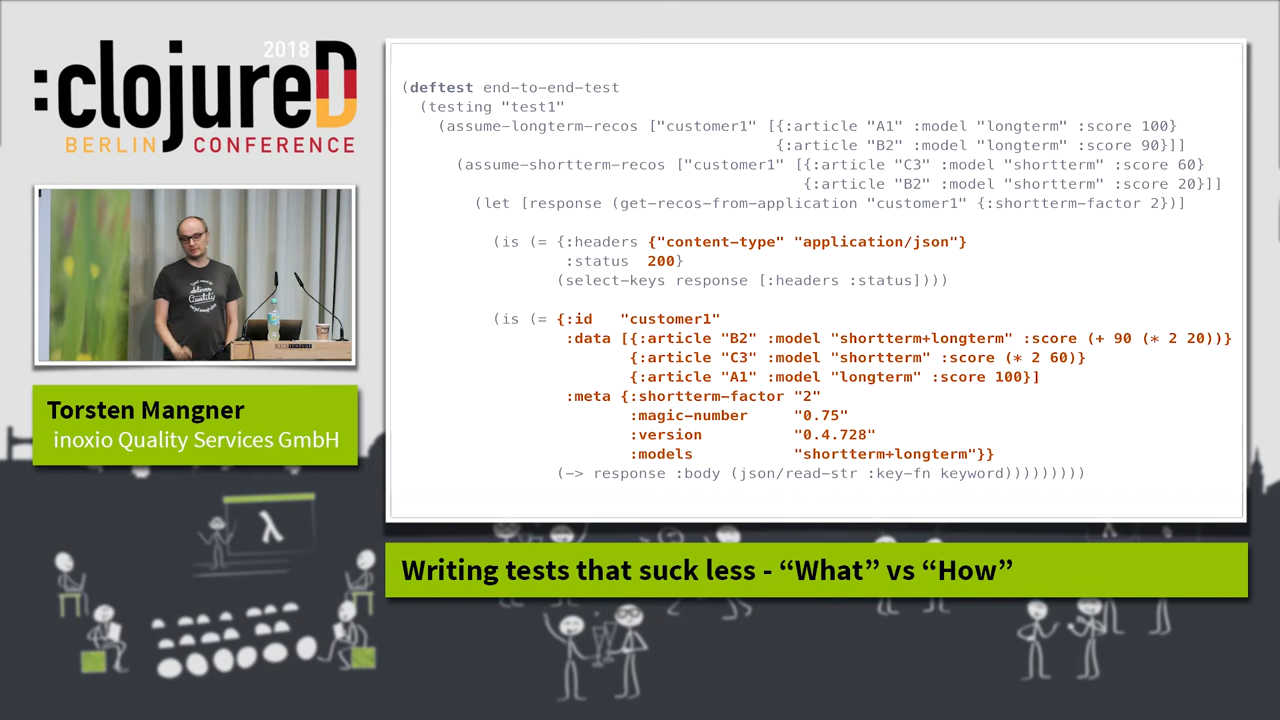 2018
:clojureD
BERLIN CONFERENCE
(deftest end-to-end-test
(testing "test1"
(assume-longterm-recos ["customer1" [{:article "A1" :model "longterm" :score 100}
{:article "B2" :model "longterm" :score 90}]]
(assume-shortterm-recos ["customer1" [{:article "C3" :model "shortterm" :score 60}
{:article "B2" :model "shortterm" :score 20}]]
(let [response (get-recos-from-application "customer1" {:shortterm-factor 2})]
(is (= {:headers {"content-type" "application/json"}
:status 200}
(select-keys response [:headers :status])))
(is (= {:id "customer1"
:data [{:article "B2" :model "shortterm+longterm" :score (+ 90 (* 2 20))}
{:article "C3" :model "shortterm" :score (* 2 60)}
{:article "A1" :model "longterm" :score 100}]
:meta {:shortterm-factor "2"
:magic-number "0.75"
:version "0.4.728"
:models "shortterm+longterm"}}
(-> response :body (json/read-str :key-fn keyword)))))))))
deliver
Quality
Torsten Mangner
inoxio Quality Services GmbH
λ
Writing tests that suck less - “What” vs “How”